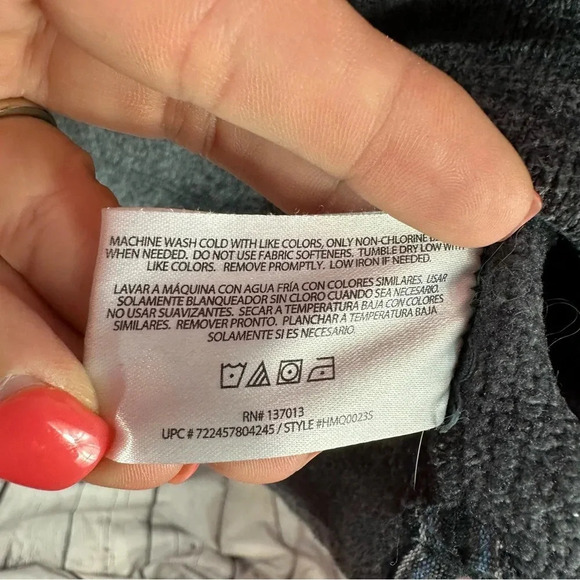 MACHINE WASH COLD WITH LIKE COLORS, ONLY NON-CHLORINE
WHEN NEEDED. DO NOT USE FABRIC SOFTENERS. TUMBLE DRY LOW WITH
LIKE COLORS. REMOVE PROMPTLY. LOW IRON IF NEEDED.
LAVAR A MÁQUINA CON AGUA FRÍA CON COLORES SIMILARES. USAR
SOLAMENTE BLANQUEADOR SIN CLORO CUANDO SEA NECESARIO.
NO USAR SUAVIZANTES. SECAR A TEMPERATURA BAJA CON COLORES
SIMILARES. REMOVER PRONTO. PLANCHAR A TEMPERATURA BAJA
SOLAMENTE SI ES NECESARIO.
RN# 137013
UPC # 722457804245 / STYLE #HMQ0023S